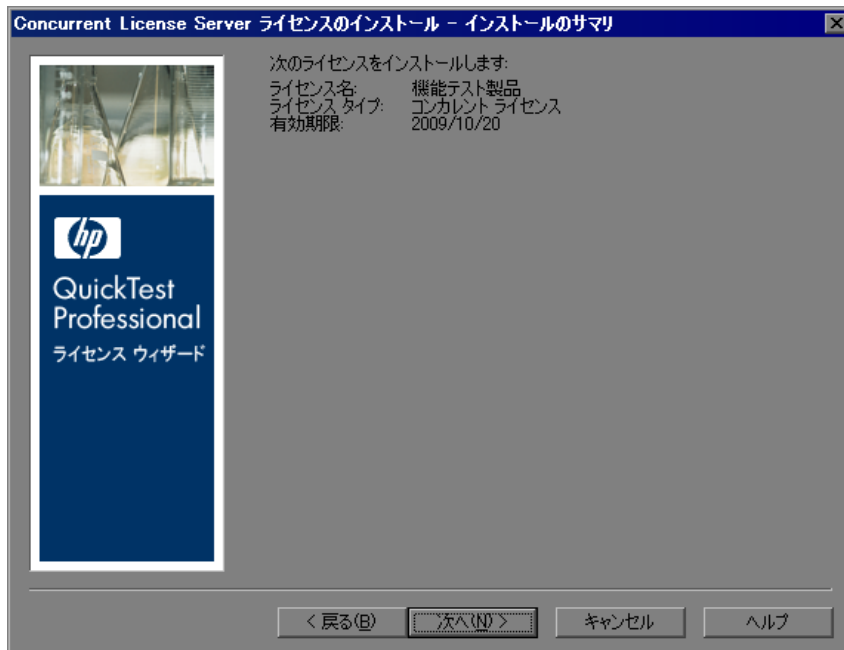 Concurrent License Server ライセンスのインストール - インストールのサマリ
次のライセンスをインストールします:
ライセンス名: 機能テスト製品
ライセンス タイプ: コンカレント ライセンス
有効期限: 2009/10/20
hp
QuickTest
Professional
ライセンス ウィザード
< 戻る(B) 次へ(N) > キャンセル ヘルプ